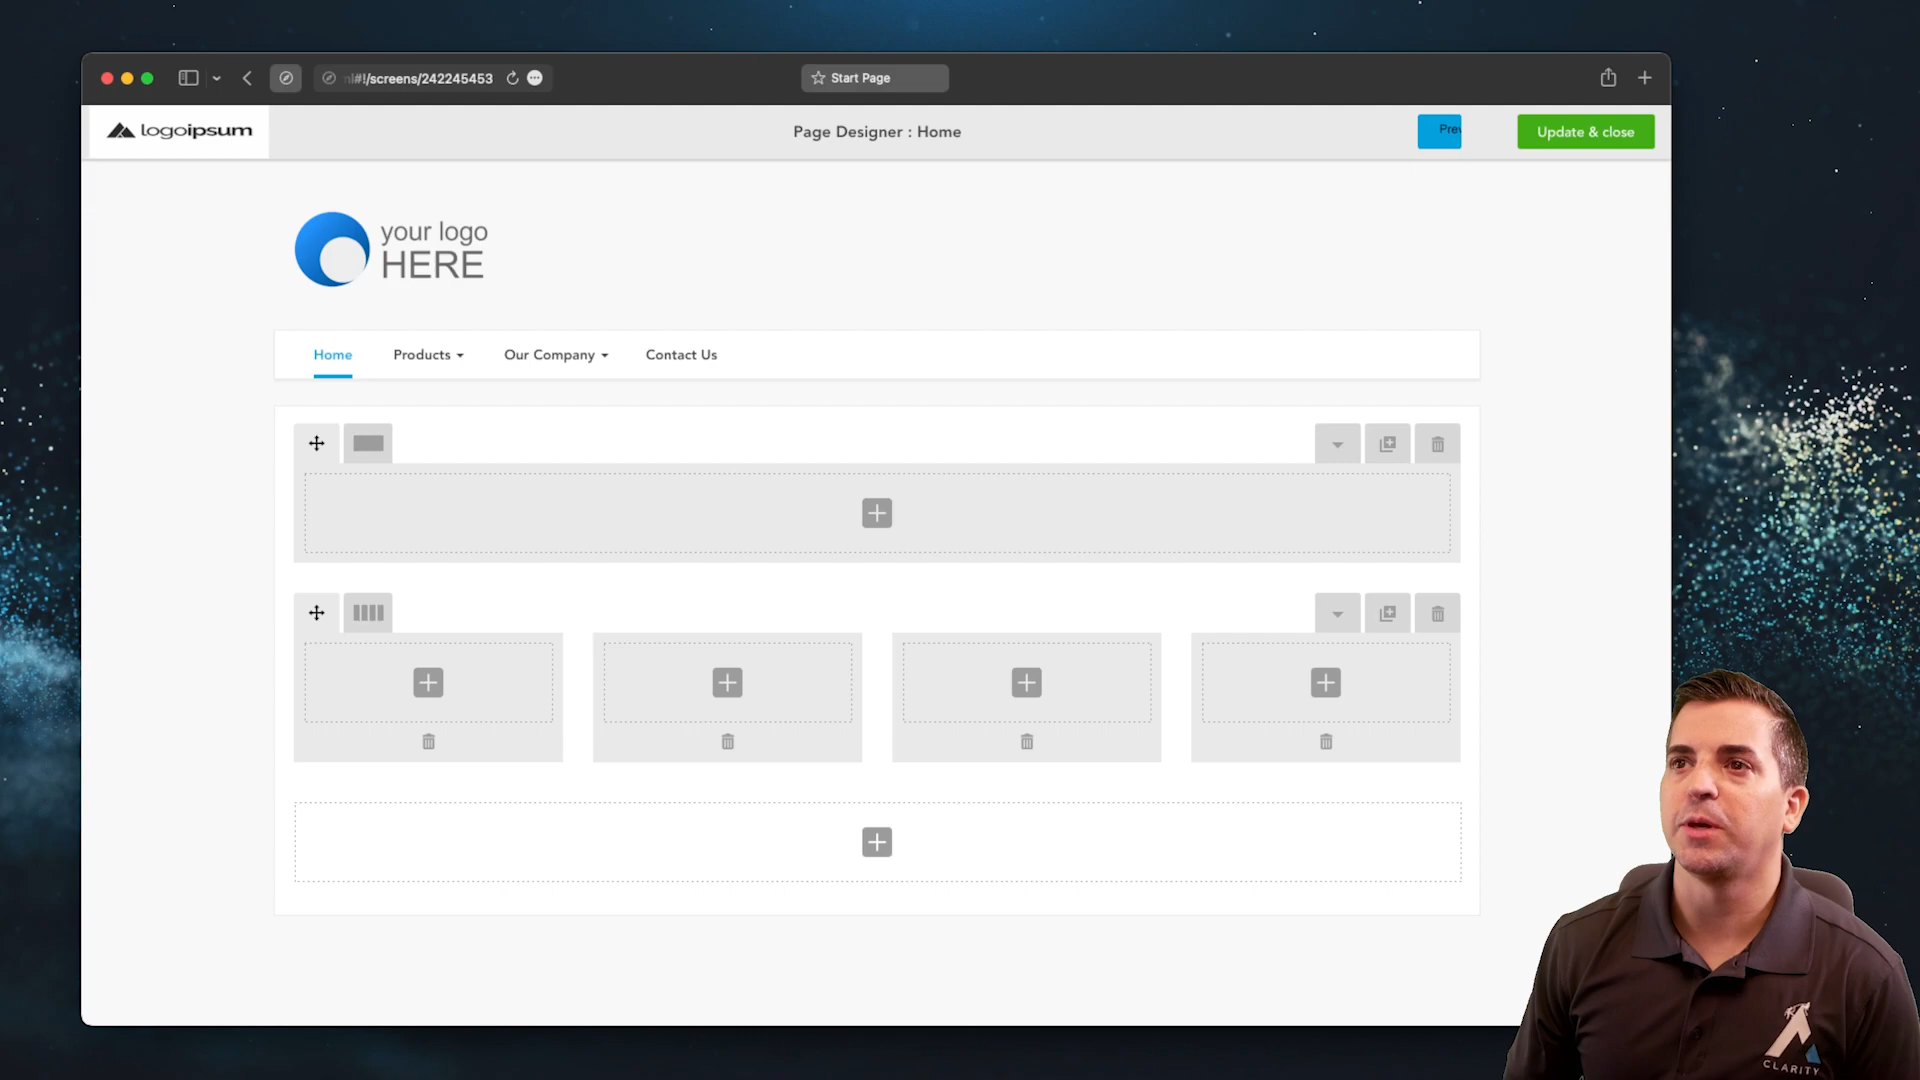 #!/screens/242245453
Start Page
logoipsum
Page Designer : Home
Prev
Update & close
your logo
HERE
Home
Products
Our Company
Contact Us
CLARITY